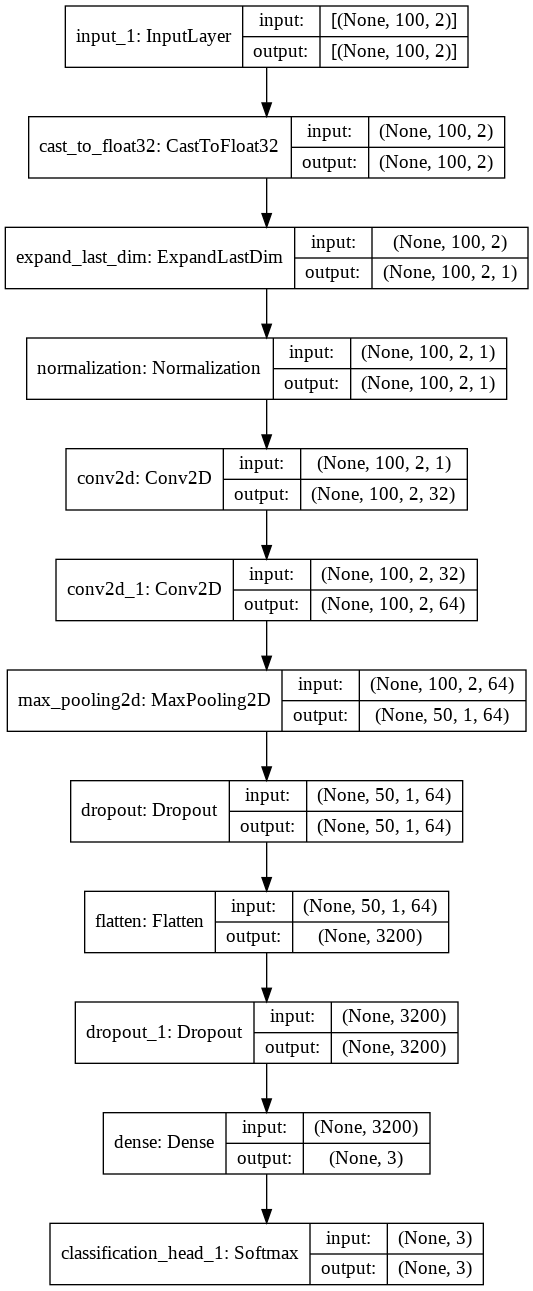 input_1: InputLayer
input: [(None, 100, 2)]
output: [(None, 100, 2)]
cast_to_float32: CastToFloat32
input: (None, 100, 2)
output: (None, 100, 2)
expand_last_dim: ExpandLastDim
input: (None, 100, 2)
output: (None, 100, 2, 1)
normalization: Normalization
input: (None, 100, 2, 1)
output: (None, 100, 2, 1)
conv2d: Conv2D
input: (None, 100, 2, 1)
output: (None, 100, 2, 32)
conv2d_1: Conv2D
input: (None, 100, 2, 32)
output: (None, 100, 2, 64)
max_pooling2d: MaxPooling2D
input: (None, 100, 2, 64)
output: (None, 50, 1, 64)
dropout: Dropout
input: (None, 50, 1, 64)
output: (None, 50, 1, 64)
flatten: Flatten
input: (None, 50, 1, 64)
output: (None, 3200)
dropout_1: Dropout
input: (None, 3200)
output: (None, 3200)
dense: Dense
input: (None, 3200)
output: (None, 3)
classification_head_1: Softmax
input: (None, 3)
output: (None, 3)